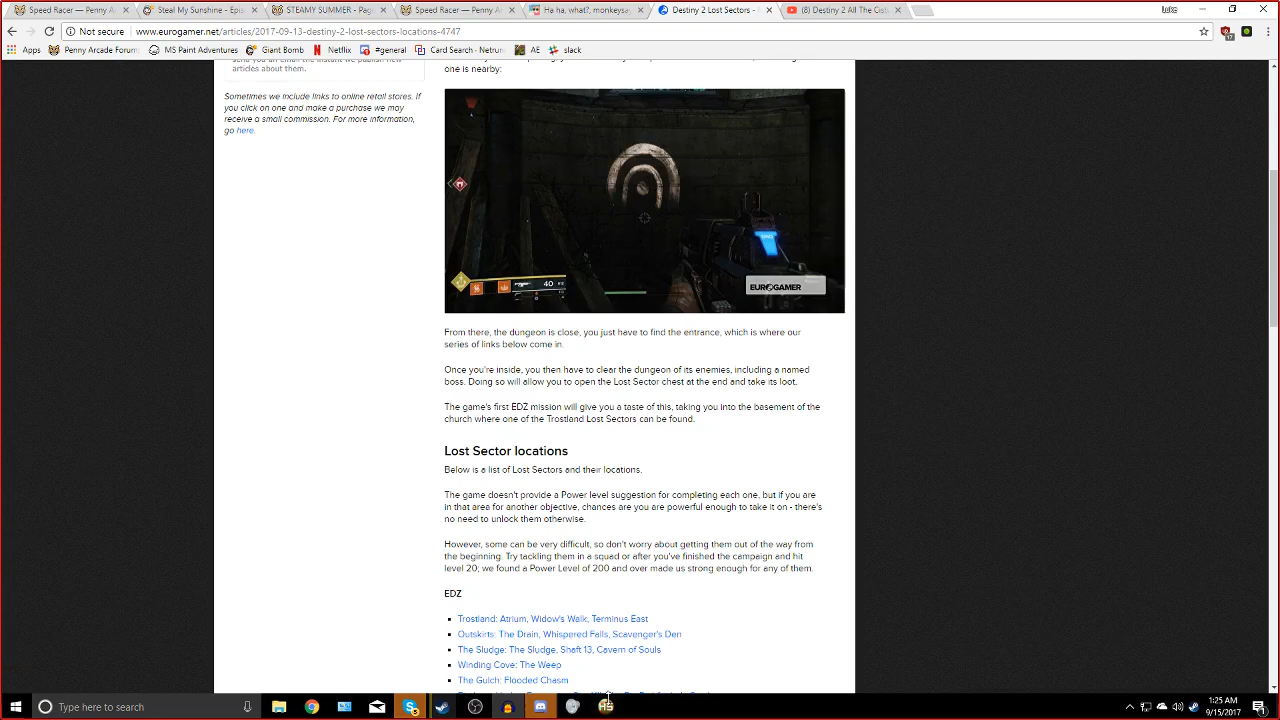 Speed Racer — Penny A
Steal My Sunshine - Epis
STEAMY SUMMER - Page
Speed Racer — Penny A
Ha ha, what?, monkeysa
Destiny 2 Lost Sectors -
(8) Destiny 2 All The Cuts
Not secure
www.eurogamer.net/articles/2017-09-13-destiny-2-lost-sectors-locations-4747
Apps
Penny Arcade Forums
MS Paint Adventures
Giant Bomb
Netflix
#general
Card Search - Netrun
AE
slack
send you an email the instant we publish new
articles about them.
one is nearby:
Sometimes we include links to online retail stores. If
you click on one and make a purchase we may
receive a small commission. For more information,
go here.
40
EUROGAMER
From there, the dungeon is close, you just have to find the entrance, which is where our
series of links below come in.
Once you're inside, you then have to clear the dungeon of its enemies, including a named
boss. Doing so will allow you to open the Lost Sector chest at the end and take its loot.
The game's first EDZ mission will give you a taste of this, taking you into the basement of the
church where one of the Trostland Lost Sectors can be found.
Lost Sector locations
Below is a list of Lost Sectors and their locations.
The game doesn't provide a Power level suggestion for completing each one, but if you are
in that area for another objective, chances are you are powerful enough to take it on - there's
no need to unlock them otherwise.
However, some can be very difficult, so don't worry about getting them out of the way from
the beginning. Try tackling them in a squad or after you've finished the campaign and hit
level 20; we found a Power Level of 200 and over made us strong enough for any of them.
EDZ
Trostland: Atrium, Widow's Walk, Terminus East
Outskirts: The Drain, Whispered Falls, Scavenger's Den
The Sludge: The Sludge, Shaft 13, Cavern of Souls
Winding Cove: The Weep
The Gulch: Flooded Chasm
Type here to search
1:25 AM
9/15/2017